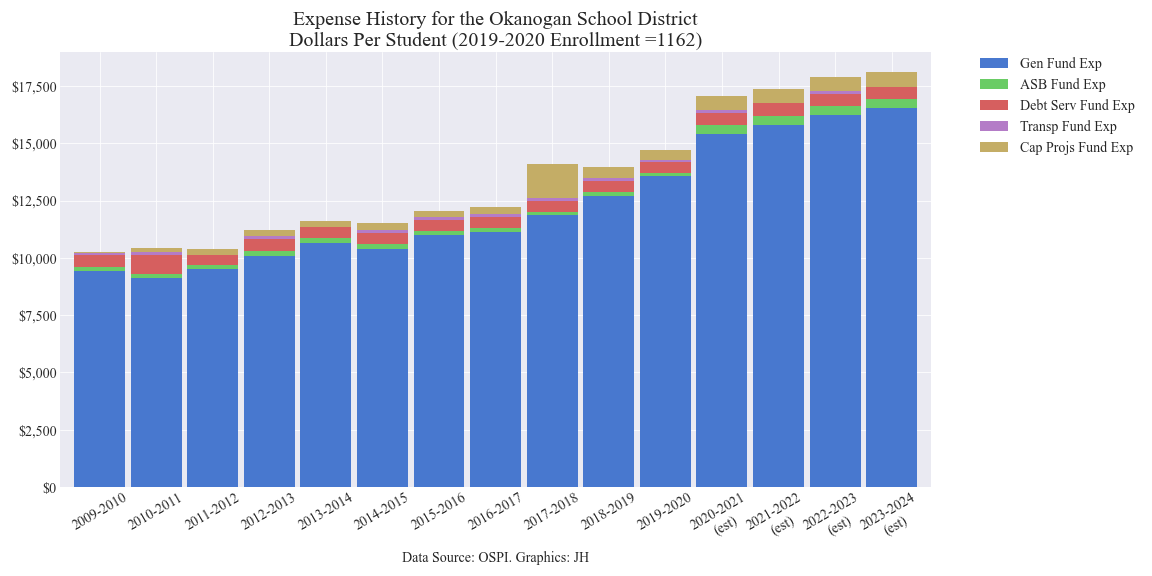 Expense History for the Okanogan School District
Dollars Per Student (2019-2020 Enrollment =1162)
$17,500
$15,000
$12,500
$10,000
$7,500
$5,000
$2,500
$0
Gen Fund Exp
ASB Fund Exp
Debt Serv Fund Exp
Transp Fund Exp
Cap Projs Fund Exp
2009-2010
2010-2011
2011-2012
2012-2013
2013-2014
2014-2015
2015-2016
2016-2017
2017-2018
2018-2019
2019-2020
2020-2021
(est)
2021-2022
(est)
2022-2023
(est)
2023-2024
(est)
Data Source: OSPI. Graphics: JH